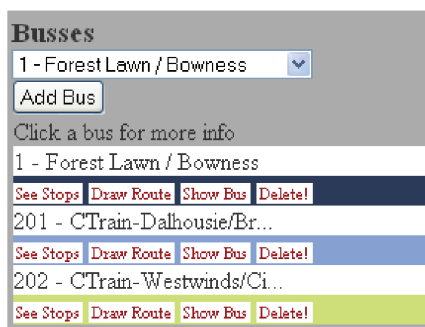 Busses
1 - Forest Lawn / Bowness
Add Bus
Click a bus for more info
1 - Forest Lawn / Bowness
See Stops Draw Route Show Bus Delete!
201 - CTrain-Dalhousie/Br...
See Stops Draw Route Show Bus Delete!
202 - CTrain-Westwinds/Ci...
See Stops Draw Route Show Bus Delete!